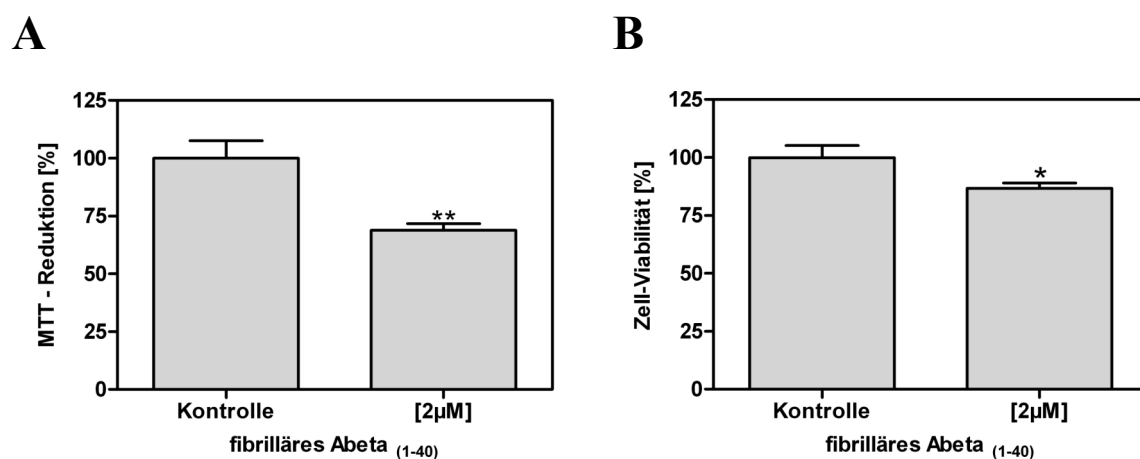 A
MTT - Reduktion [%]
125
100
75
50
25
0
**
Kontrolle [2µM]
fibrilläres Abeta (1-40)
B
Zell-Viabilität [%]
125
100
75
50
25
0
*
Kontrolle [2µM]
fibrilläres Abeta (1-40)